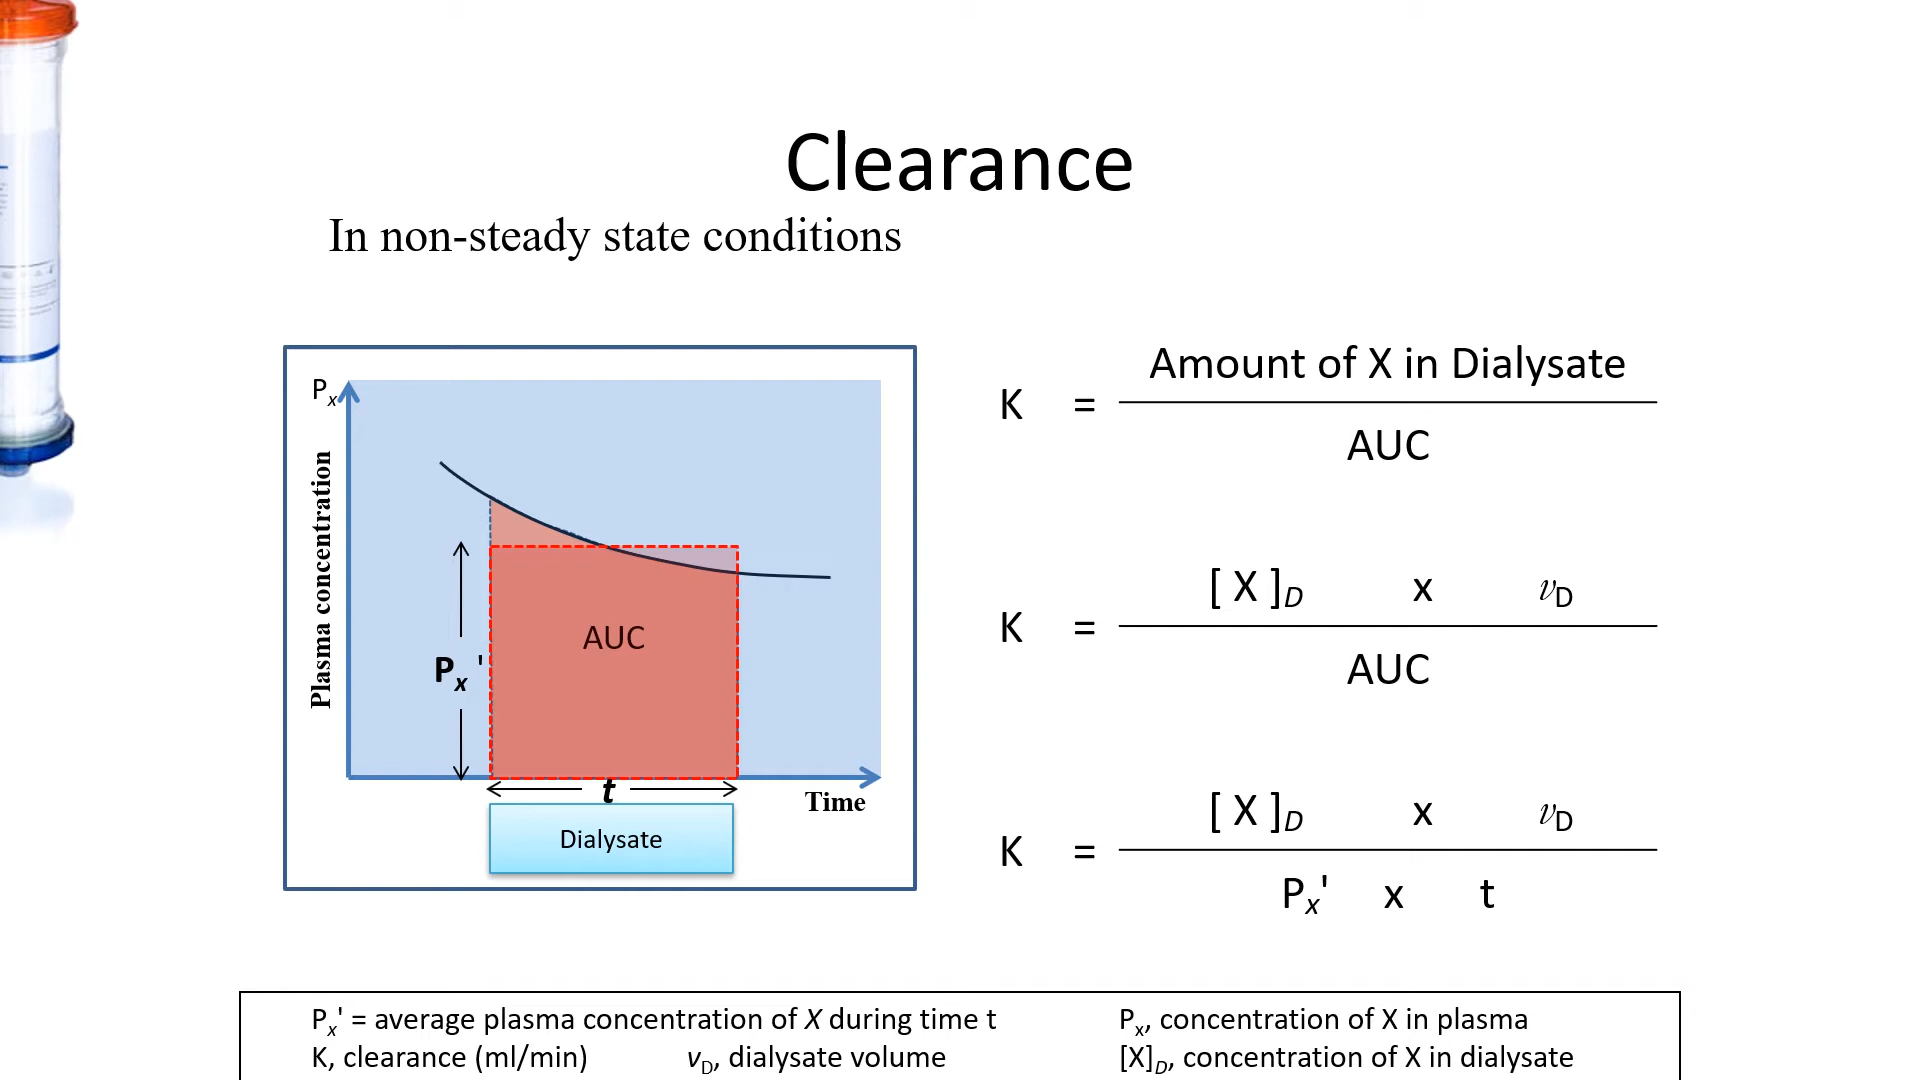 Clearance
In non-steady state conditions
Px
Plasma concentration
Px'
AUC
t
Time
Dialysate
K = Amount of X in Dialysate
AUC
K = [ X ]D x vD
AUC
K = [ X ]D x vD
Px' x t
Px' = average plasma concentration of X during time t
Px, concentration of X in plasma
K, clearance (ml/min)
vD, dialysate volume
[X]D, concentration of X in dialysate